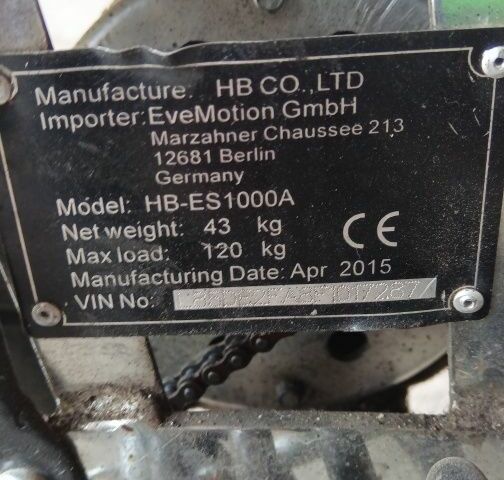 Manufacture: HB CO.,LTD
Importer:EveMotion GmbH
Marzahner Chaussee 213
12681 Berlin
Germany
Model: HB-ES1000A
Net weight: 43 kg
Max load: 120 kg
CE
Manufacturing Date: Apr 2015
VIN No: